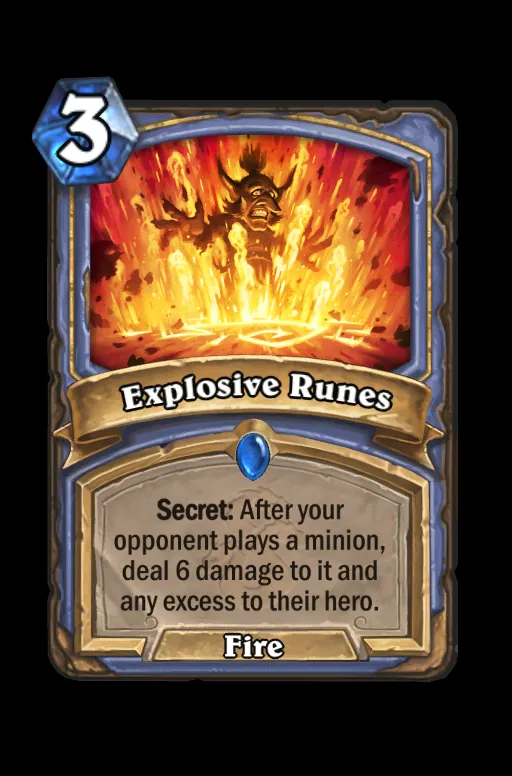 3
Explosive Runes
Secret: After your
opponent plays a minion,
deal 6 damage to it and
any excess to their hero.
Fire